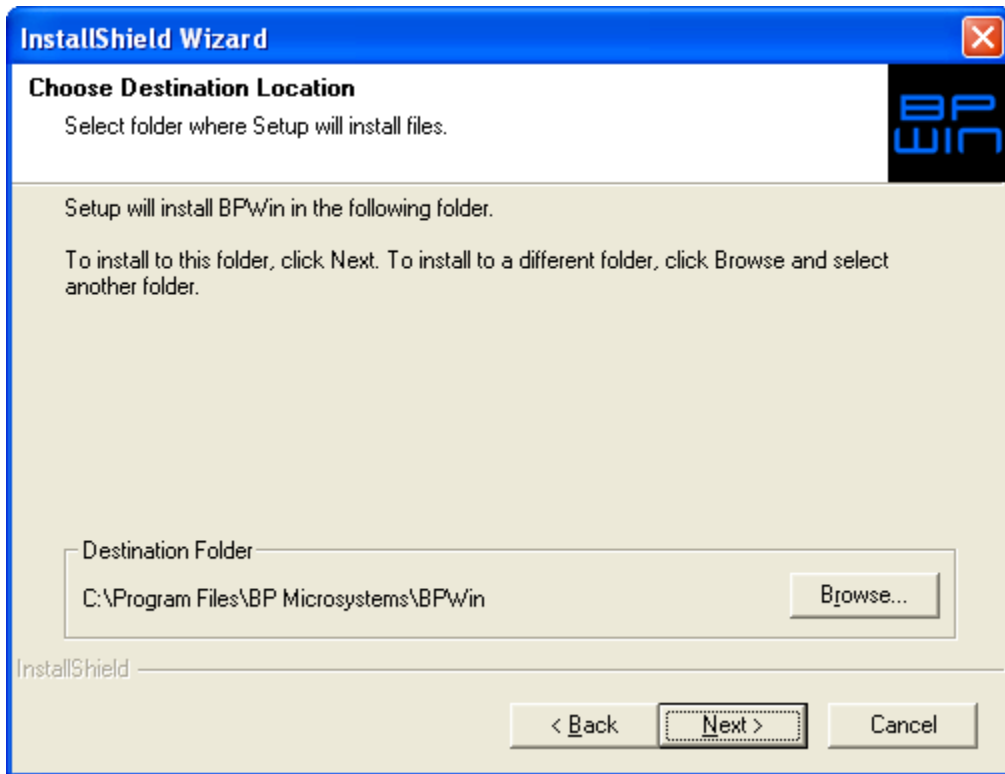 InstallShield Wizard
Choose Destination Location
Select folder where Setup will install files.
BP
WIN
Setup will install BPWin in the following folder.
To install to this folder, click Next. To install to a different folder, click Browse and select
another folder.
Destination Folder
C:\Program Files\BP Microsystems\BPWin
Browse...
InstallShield
< Back
Next >
Cancel